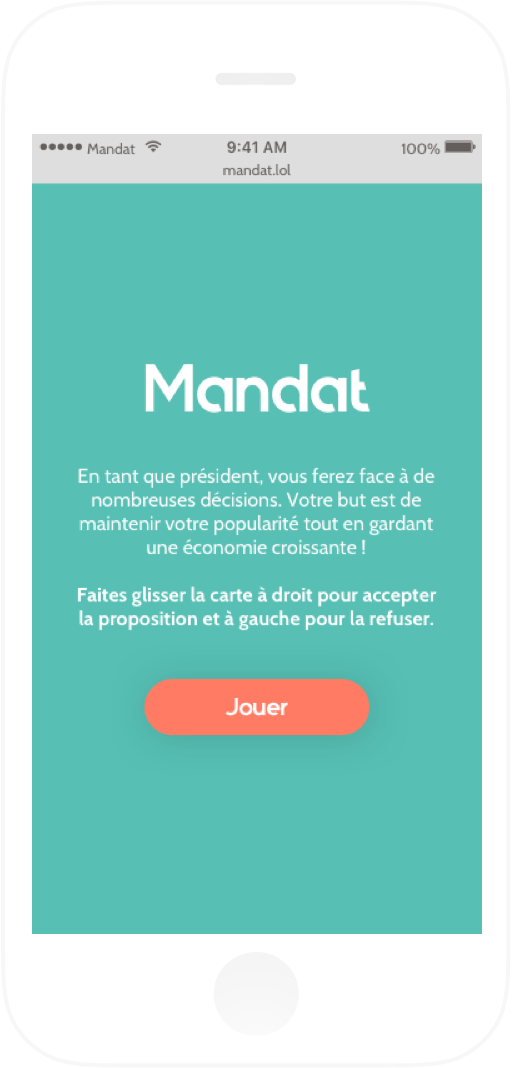 Mandat 9:41 AM 100%
mandat.lol
Mandat
En tant que président, vous ferez face à de
nombreuses décisions. Votre but est de
maintenir votre popularité tout en gardant
une économie croissante !
Faites glisser la carte à droit pour accepter
la proposition et à gauche pour la refuser.
Jouer